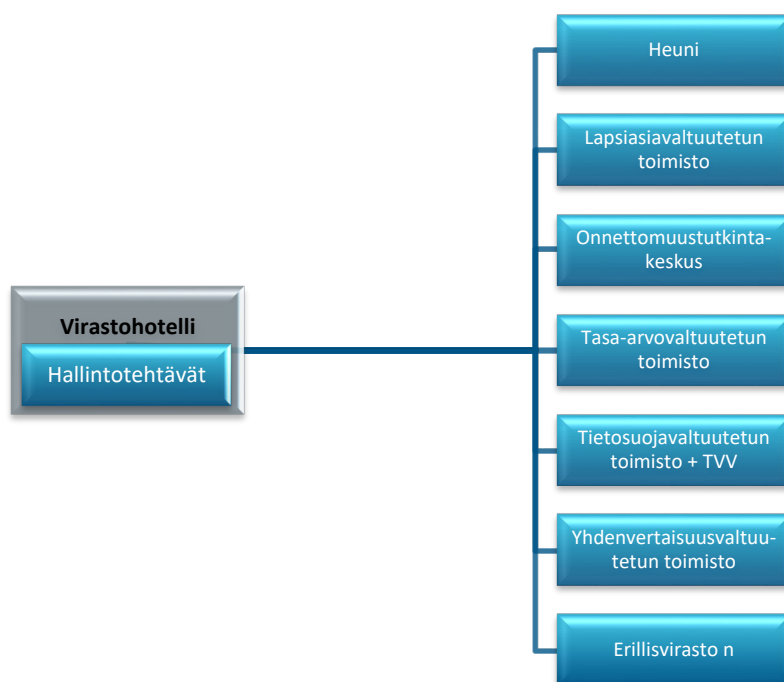 Heuni
Lapsiasiavaltuutetun
toimisto
Onnettomuustutkinta-
keskus
Virastohotelli
Hallintotehtävät
Tasa-arvovaltuutetun
toimisto
Tietosuojavaltuutetun
toimisto + TVV
Yhdenvertaisuusvaltuu-
tetun toimisto
Erillisvirasto n